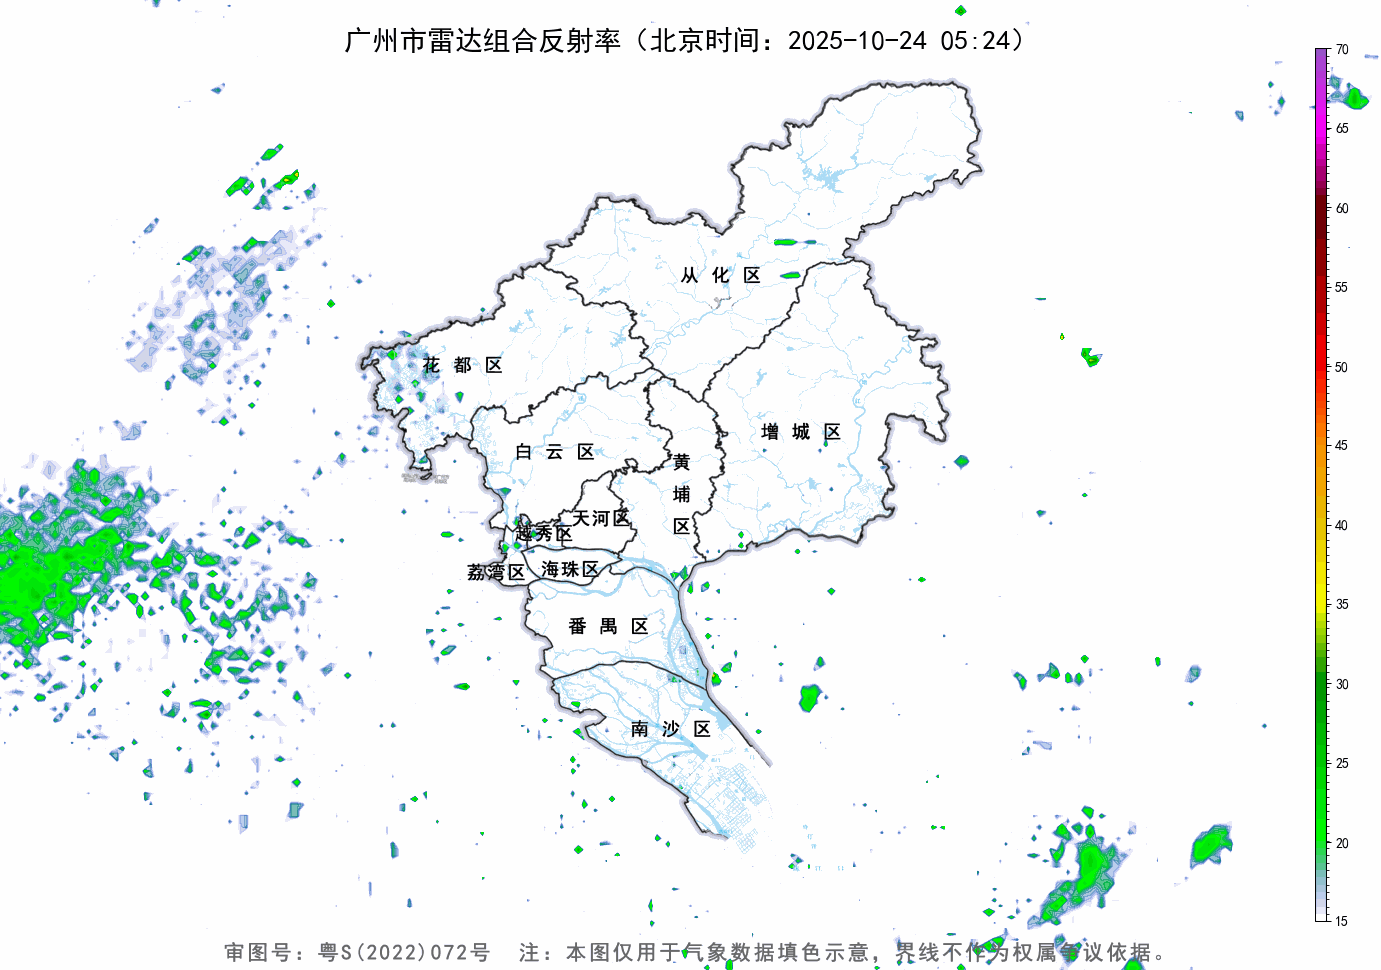 广州市雷达组合反射率（北京时间：2025-10-24 05:24）
70
65
60
55
50
45
40
35
30
25
20
15
从化区
花都区
增城区
白云区
黄埔区
天河区
越秀区
荔湾区
海珠区
番禺区
南沙区
审图号：粤S(2022)072号 注：本图仅用于气象数据填色示意，界线不作为权属争议依据。